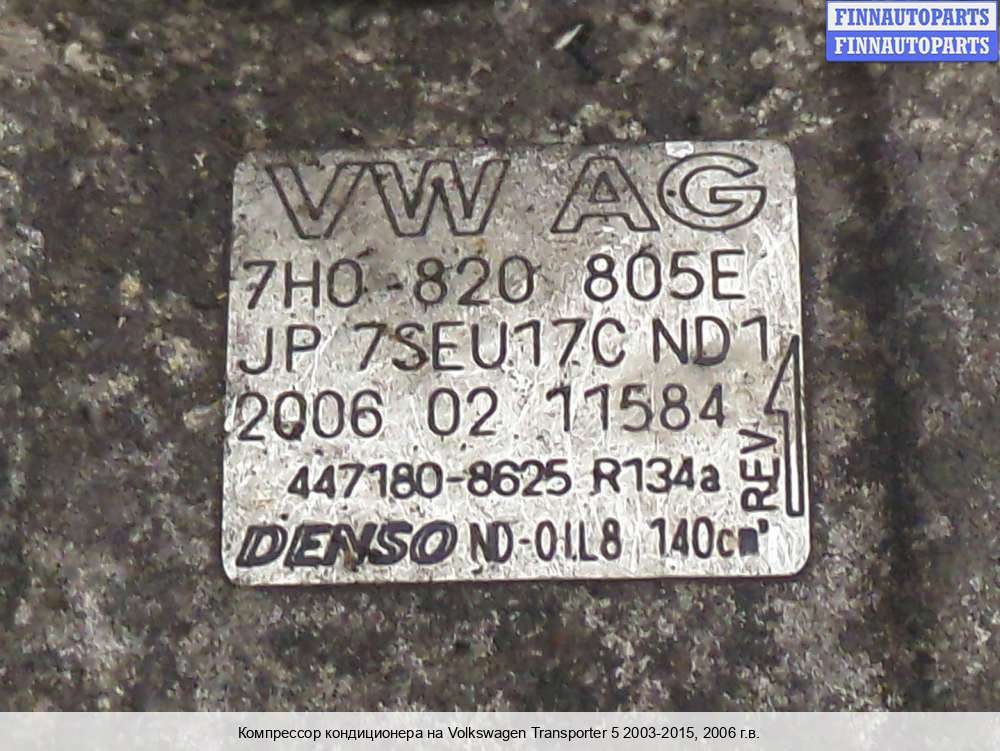 FINNAUTOPARTS
FINNAUTOPARTS
VW AG
7H0 820 805E
JP 7SEU17C ND1
2006 02 11584
447180-8625 R134a
REV
DENSO ND-OIL8 140cm³
Компрессор кондиционера на Volkswagen Transporter 5 2003-2015, 2006 г.в.